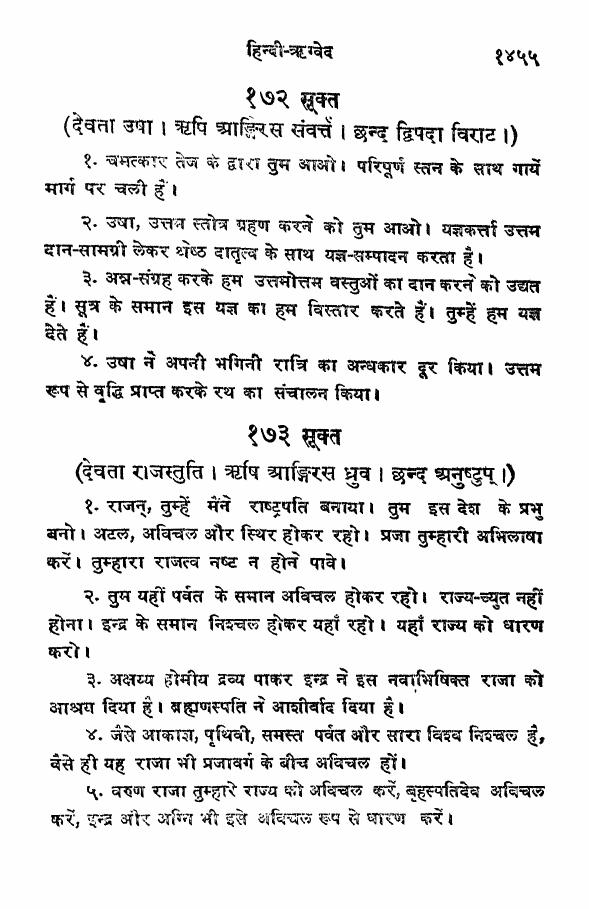 हिन्दी-ऋग्वेद १४५५
१७२ सूक्त
(देवता उषा । ऋषि आङ्गिरस संवर्त्त । छन्द द्विपदा विराट ।)
१. चमत्कार तेज के द्वारा तुम आओ। परिपूर्ण स्तन के साथ गायें
मार्ग पर चली हैं।
२. उषा, उत्तम स्तोत्र ग्रहण करने को तुम आओ। यज्ञकर्त्ता उत्तम
दान-सामग्री लेकर श्रेष्ठ दातृत्व के साथ यज्ञ-सम्पादन करता है।
३. अन्न-संग्रह करके हम उत्तमोत्तम वस्तुओं का दान करने को उद्यत
हैं। सूत्र के समान इस यज्ञ का हम विस्तार करते हैं। तुम्हें हम यज्ञ
देते हैं।
४. उषा ने अपनी भगिनी रात्रि का अन्धकार दूर किया। उत्तम
रूप से वृद्धि प्राप्त करके रथ का संचालन किया।
१७३ सूक्त
(देवता राजस्तुति । ऋषि आङ्गिरस ध्रुव । छन्द अनुष्टुप् ।)
१. राजन्, तुम्हें मैंने राष्ट्रपति बनाया। तुम इस देश के प्रभु
बनो। अटल, अविचल और स्थिर होकर रहो। प्रजा तुम्हारी अभिलाषा
करें। तुम्हारा राजत्व नष्ट न होने पावे।
२. तुम यहीं पर्वत के समान अविचल होकर रहो। राज्य-च्युत नहीं
होना। इन्द्र के समान निश्चल होकर यहाँ रहो। यहाँ राज्य को धारण
करो।
३. अक्षय्य होमीय द्रव्य पाकर इन्द्र ने इस नवाभिषिक्त राजा को
आश्रय दिया है। ब्रह्मणस्पति ने आशीर्वाद दिया है।
४. जैसे आकाश, पृथिवी, समस्त पर्वत और सारा विश्व निश्चल है,
वैसे ही यह राजा भी प्रजावर्ग के बीच अविचल हों।
५. वरुण राजा तुम्हारे राज्य को अविचल करें, बृहस्पतिदेव अविचल
करें, इन्द्र और अग्नि भी इसे अविचल रूप से धारण करें।